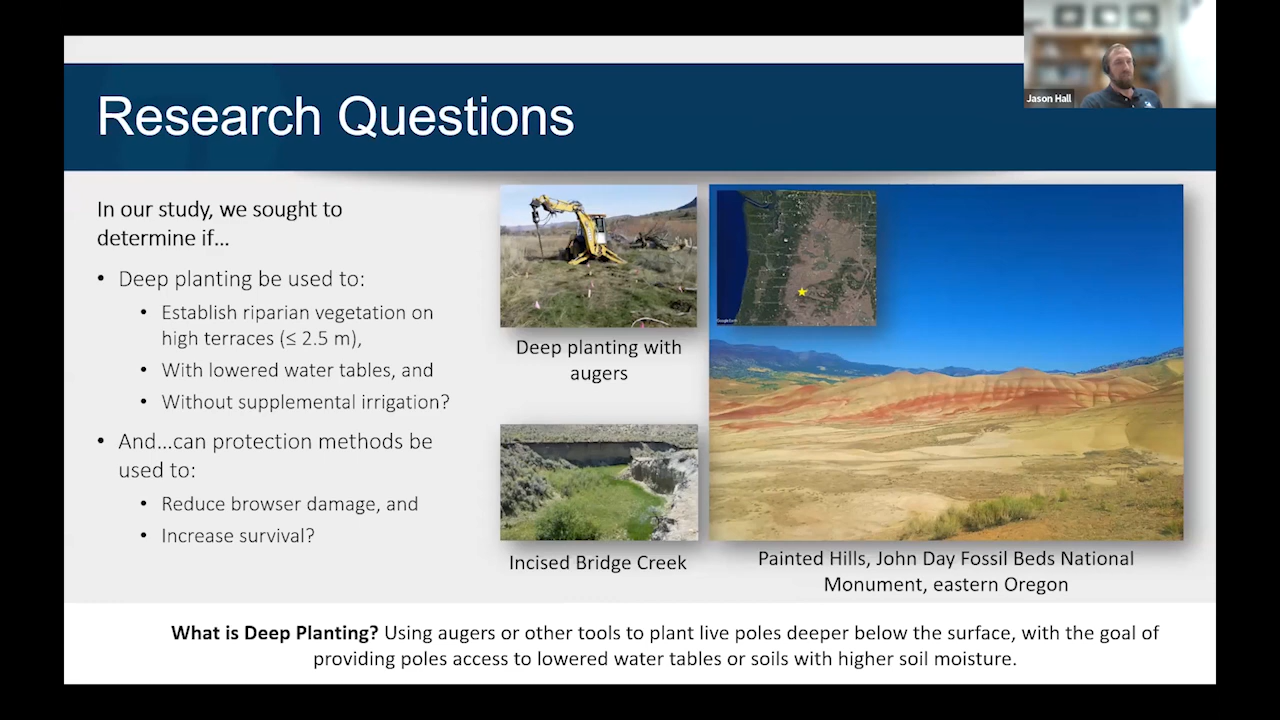 Jason Hall
Research Questions
In our study, we sought to
determine if…
• Deep planting be used to:
• Establish riparian vegetation on
high terraces (≤ 2.5 m),
• With lowered water tables, and
• Without supplemental irrigation?
• And…can protection methods be
used to:
• Reduce browser damage, and
• Increase survival?
Deep planting with
augers
Incised Bridge Creek
Google Earth
Painted Hills, John Day Fossil Beds National
Monument, eastern Oregon
What is Deep Planting? Using augers or other tools to plant live poles deeper below the surface, with the goal of
providing poles access to lowered water tables or soils with higher soil moisture.